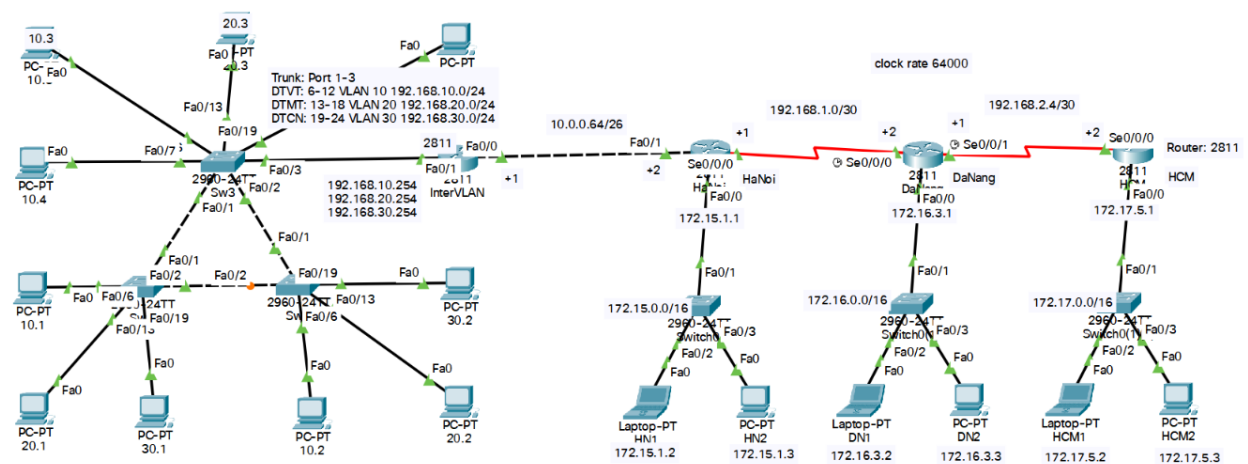 10.3
PC-PT
Fa0
20.3
-PT
20.3
Fa0
Fa0
PC-PT
Trunk: Port 1-3
DTVT: 6-12 VLAN 10 192.168.10.0/24
DTMT: 13-18 VLAN 20 192.168.20.0/24
DTCN: 19-24 VLAN 30 192.168.30.0/24
clock rate 64000
Fa0/13
Fa0/19
Fa0
PC-PT
10.4
Fa0/7
2960-24TT
Sw3
Fa0/3
Fa0/2
Fa0/1
2811
Fa0/0
Fa0/1
2811
InterVLAN
+1
192.168.10.254
192.168.20.254
192.168.30.254
10.0.0.64/26
Fa0/1
+2
Se0/0/0
+1
2811
HaNoi
Fa0/0
192.168.1.0/30
+2
Se0/0/0
+1
Se0/0/1
2811
DaNang
Fa0/0
192.168.2.4/30
+2
Se0/0/0
2811
HCM
Fa0/0
Router: 2811
172.15.1.1
172.16.3.1
172.17.5.1
Fa0/1
Fa0/2
Fa0/6
Fa0/19
Fa0
PC-PT
10.1
Fa0/1
Fa0/2
Fa0/19
Fa0/13
Fa0/6
2960-24TT
Fa0
PC-PT
30.2
Fa0
PC-PT
20.1
Fa0
PC-PT
30.1
Fa0
PC-PT
10.2
Fa0
PC-PT
20.2
Fa0/1
172.15.0.0/16
2960-24TT
Switch0
Fa0/2
Fa0/3
Fa0
Fa0
Laptop-PT
HN1
172.15.1.2
PC-PT
HN2
172.15.1.3
Fa0/1
172.16.0.0/16
2960-24TT
Fa0/2
Fa0/3
Fa0
Fa0
Laptop-PT
DN1
172.16.3.2
PC-PT
DN2
172.16.3.3
Fa0/1
172.17.0.0/16
2960-24TT
Switch0(1)
Fa0/2
Fa0/3
Fa0
Fa0
Laptop-PT
HCM1
172.17.5.2
PC-PT
HCM2
172.17.5.3